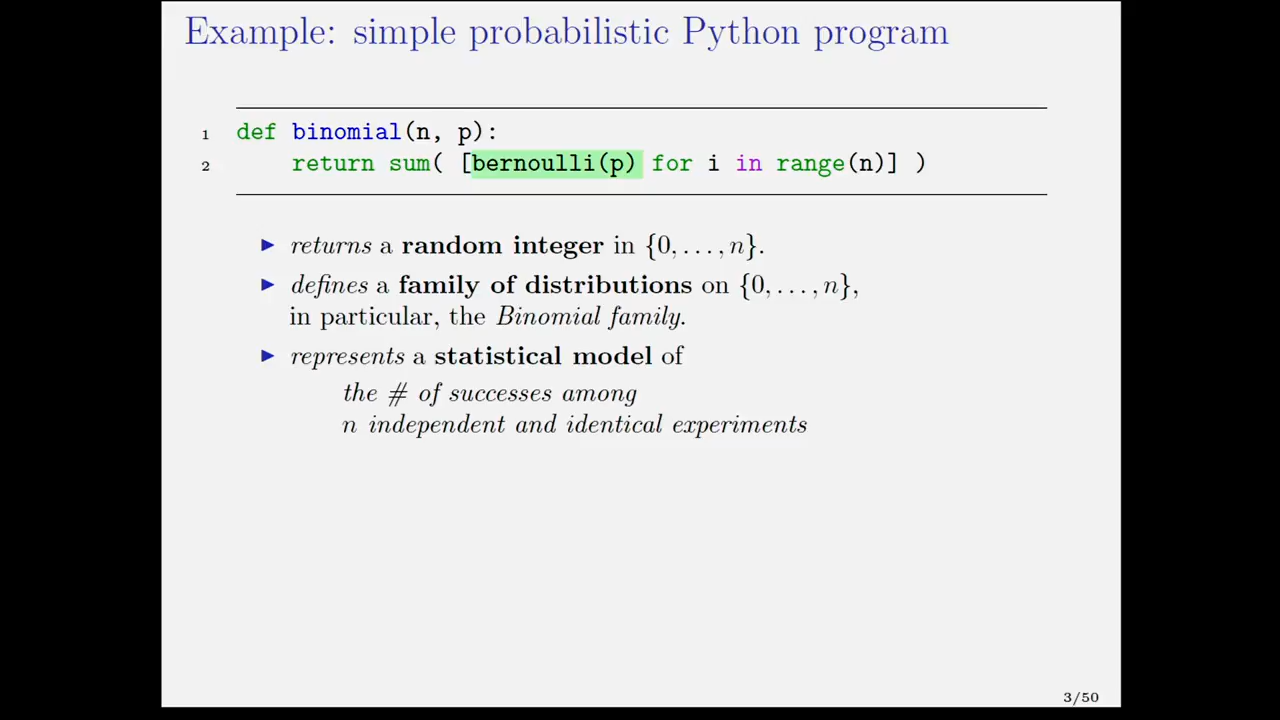 Example: simple probabilistic Python program
1 def binomial(n, p):
2 return sum( [bernoulli(p) for i in range(n)] )
▶ returns a random integer in {0, . . . , n}.
▶ defines a family of distributions on {0, . . . , n},
in particular, the Binomial family.
▶ represents a statistical model of
the # of successes among
n independent and identical experiments
3/50